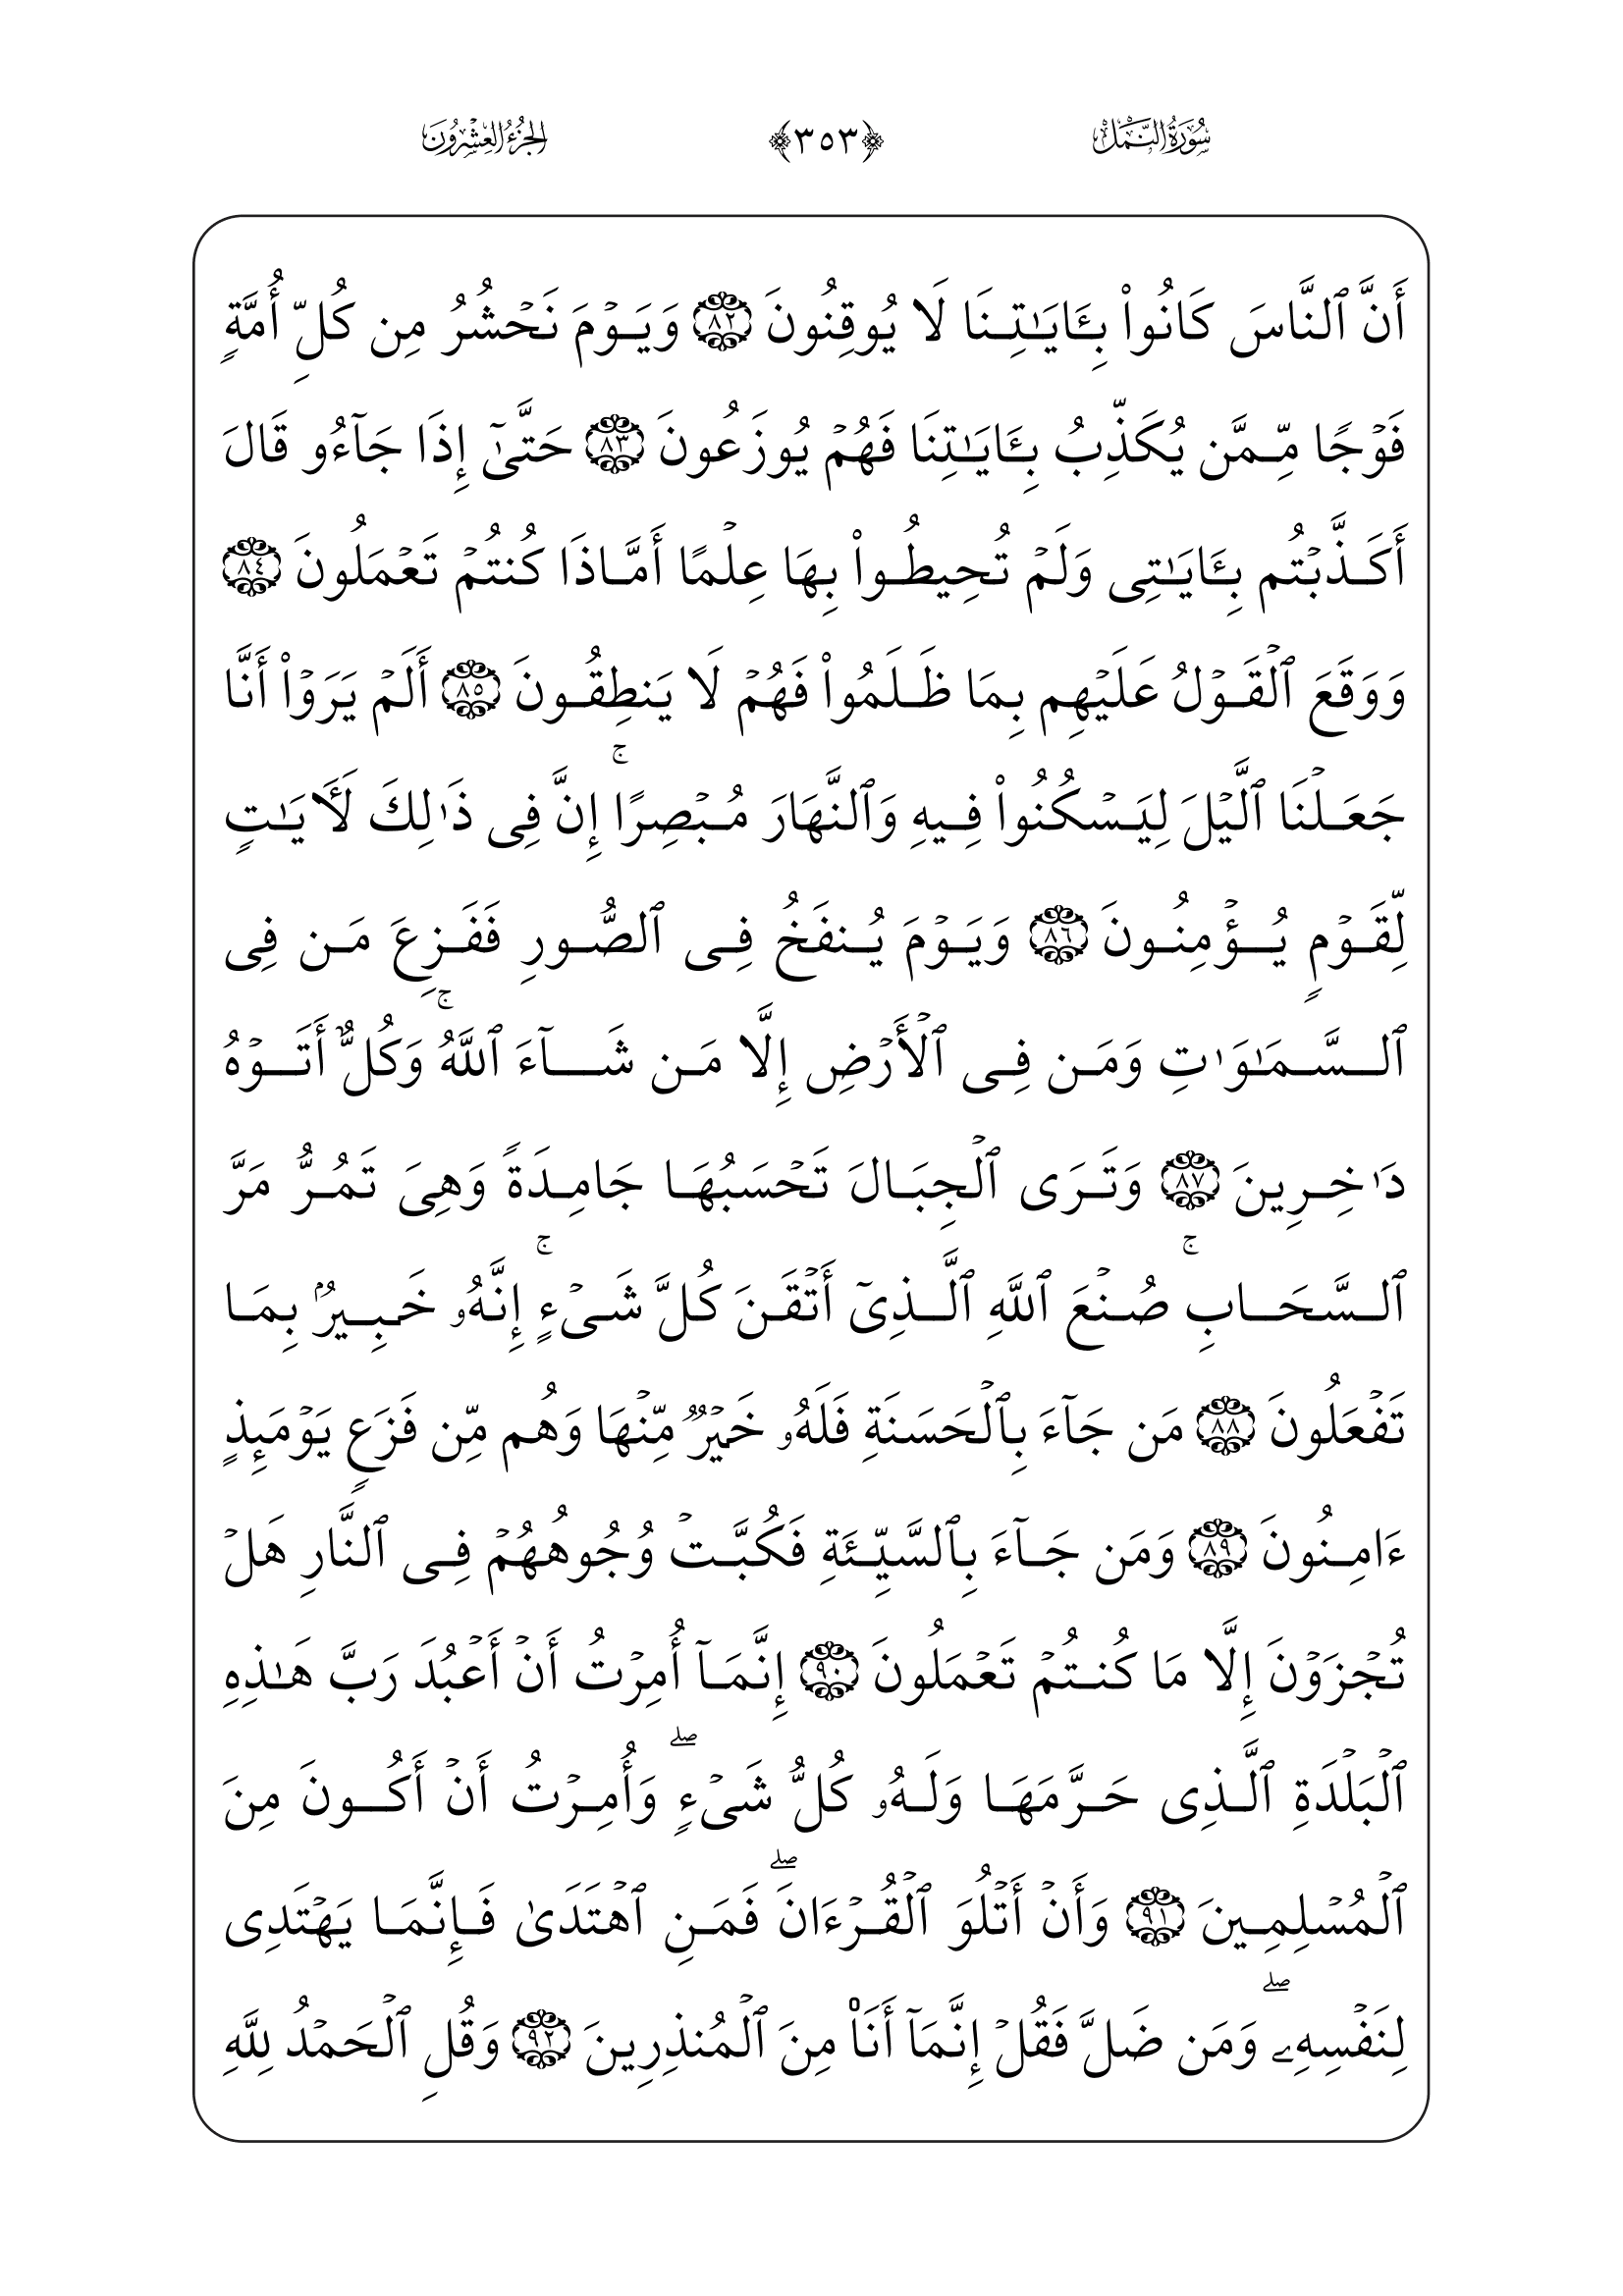 سُورَةُ النَّمۡلِ ﴿٣٥٣﴾ الجُزۡءُ العِشۡرُونَ
أَنَّ ٱلنَّاسَ كَانُوا۟ بِـَٔايَـٰتِنَا لَا يُوقِنُونَ ٨٢ وَيَوۡمَ نَحۡشُرُ مِن كُلِّ أُمَّةٍ
فَوۡجًا مِّمَّن يُكَذِّبُ بِـَٔايَـٰتِنَا فَهُمۡ يُوزَعُونَ ٨٣ حَتَّىٰٓ إِذَا جَآءُو قَالَ
أَكَذَّبۡتُم بِـَٔايَـٰتِى وَلَمۡ تُحِيطُوا۟ بِهَا عِلۡمًا أَمَّاذَا كُنتُمۡ تَعۡمَلُونَ ٨٤
وَوَقَعَ ٱلۡقَوۡلُ عَلَيۡهِم بِمَا ظَلَمُوا۟ فَهُمۡ لَا يَنطِقُونَ ٨٥ أَلَمۡ يَرَوۡا۟ أَنَّا
جَعَلۡنَا ٱلَّيۡلَ لِيَسۡكُنُوا۟ فِيهِ وَٱلنَّهَارَ مُبۡصِرًاۚ إِنَّ فِى ذَٰلِكَ لَـَٔايَـٰتٍ
لِّقَوۡمٍ يُؤۡمِنُونَ ٨٦ وَيَوۡمَ يُنفَخُ فِى ٱلصُّورِ فَفَزِعَ مَن فِى
ٱلسَّمَـٰوَٰتِ وَمَن فِى ٱلۡأَرۡضِ إِلَّا مَن شَآءَ ٱللَّهُۚ وَكُلٌّ أَتَوۡهُ
دَٰخِرِينَ ٨٧ وَتَرَى ٱلۡجِبَالَ تَحۡسَبُهَا جَامِدَةً وَهِىَ تَمُرُّ مَرَّ
ٱلسَّحَابِۚ صُنۡعَ ٱللَّهِ ٱلَّذِىٓ أَتۡقَنَ كُلَّ شَىۡءٍۚ إِنَّهُۥ خَبِيرُۢ بِمَا
تَفۡعَلُونَ ٨٨ مَن جَآءَ بِٱلۡحَسَنَةِ فَلَهُۥ خَيۡرٌ مِّنۡهَا وَهُم مِّن فَزَعٍ يَوۡمَئِذٍ
ءَامِنُونَ ٨٩ وَمَن جَآءَ بِٱلسَّيِّئَةِ فَكُبَّتۡ وُجُوهُهُمۡ فِى ٱلنَّارِ هَلۡ
تُجۡزَوۡنَ إِلَّا مَا كُنتُمۡ تَعۡمَلُونَ ٩٠ إِنَّمَآ أُمِرۡتُ أَنۡ أَعۡبُدَ رَبَّ هَـٰذِهِ
ٱلۡبَلۡدَةِ ٱلَّذِى حَرَّمَهَا وَلَهُۥ كُلُّ شَىۡءٍۖ وَأُمِرۡتُ أَنۡ أَكُونَ مِنَ
ٱلۡمُسۡلِمِينَ ٩١ وَأَنۡ أَتۡلُوَ ٱلۡقُرۡءَانَۖ فَمَنِ ٱهۡتَدَىٰ فَإِنَّمَا يَهۡتَدِى
لِنَفۡسِهِۦۖ وَمَن ضَلَّ فَقُلۡ إِنَّمَآ أَنَا۠ مِنَ ٱلۡمُنذِرِينَ ٩٢ وَقُلِ ٱلۡحَمۡدُ لِلَّهِ